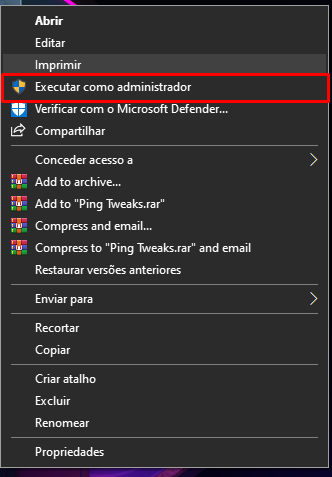 Abrir
Editar
Imprimir
Executar como administrador
Verificar com o Microsoft Defender...
Compartilhar
Conceder acesso a
Add to archive...
Add to "Ping Tweaks.rar"
Compress and email...
Compress to "Ping Tweaks.rar" and email
Restaurar versões anteriores
Enviar para
Recortar
Copiar
Criar atalho
Excluir
Renomear
Propriedades